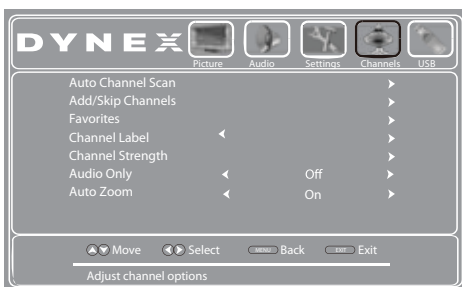 DYNEX
Picture Audio Settings Channels USB
Auto Channel Scan
Add/Skip Channels
Favorites
Channel Label
Channel Strength
Audio Only Off
Auto Zoom On
Move Select MENU Back EXIT Exit
Adjust channel options